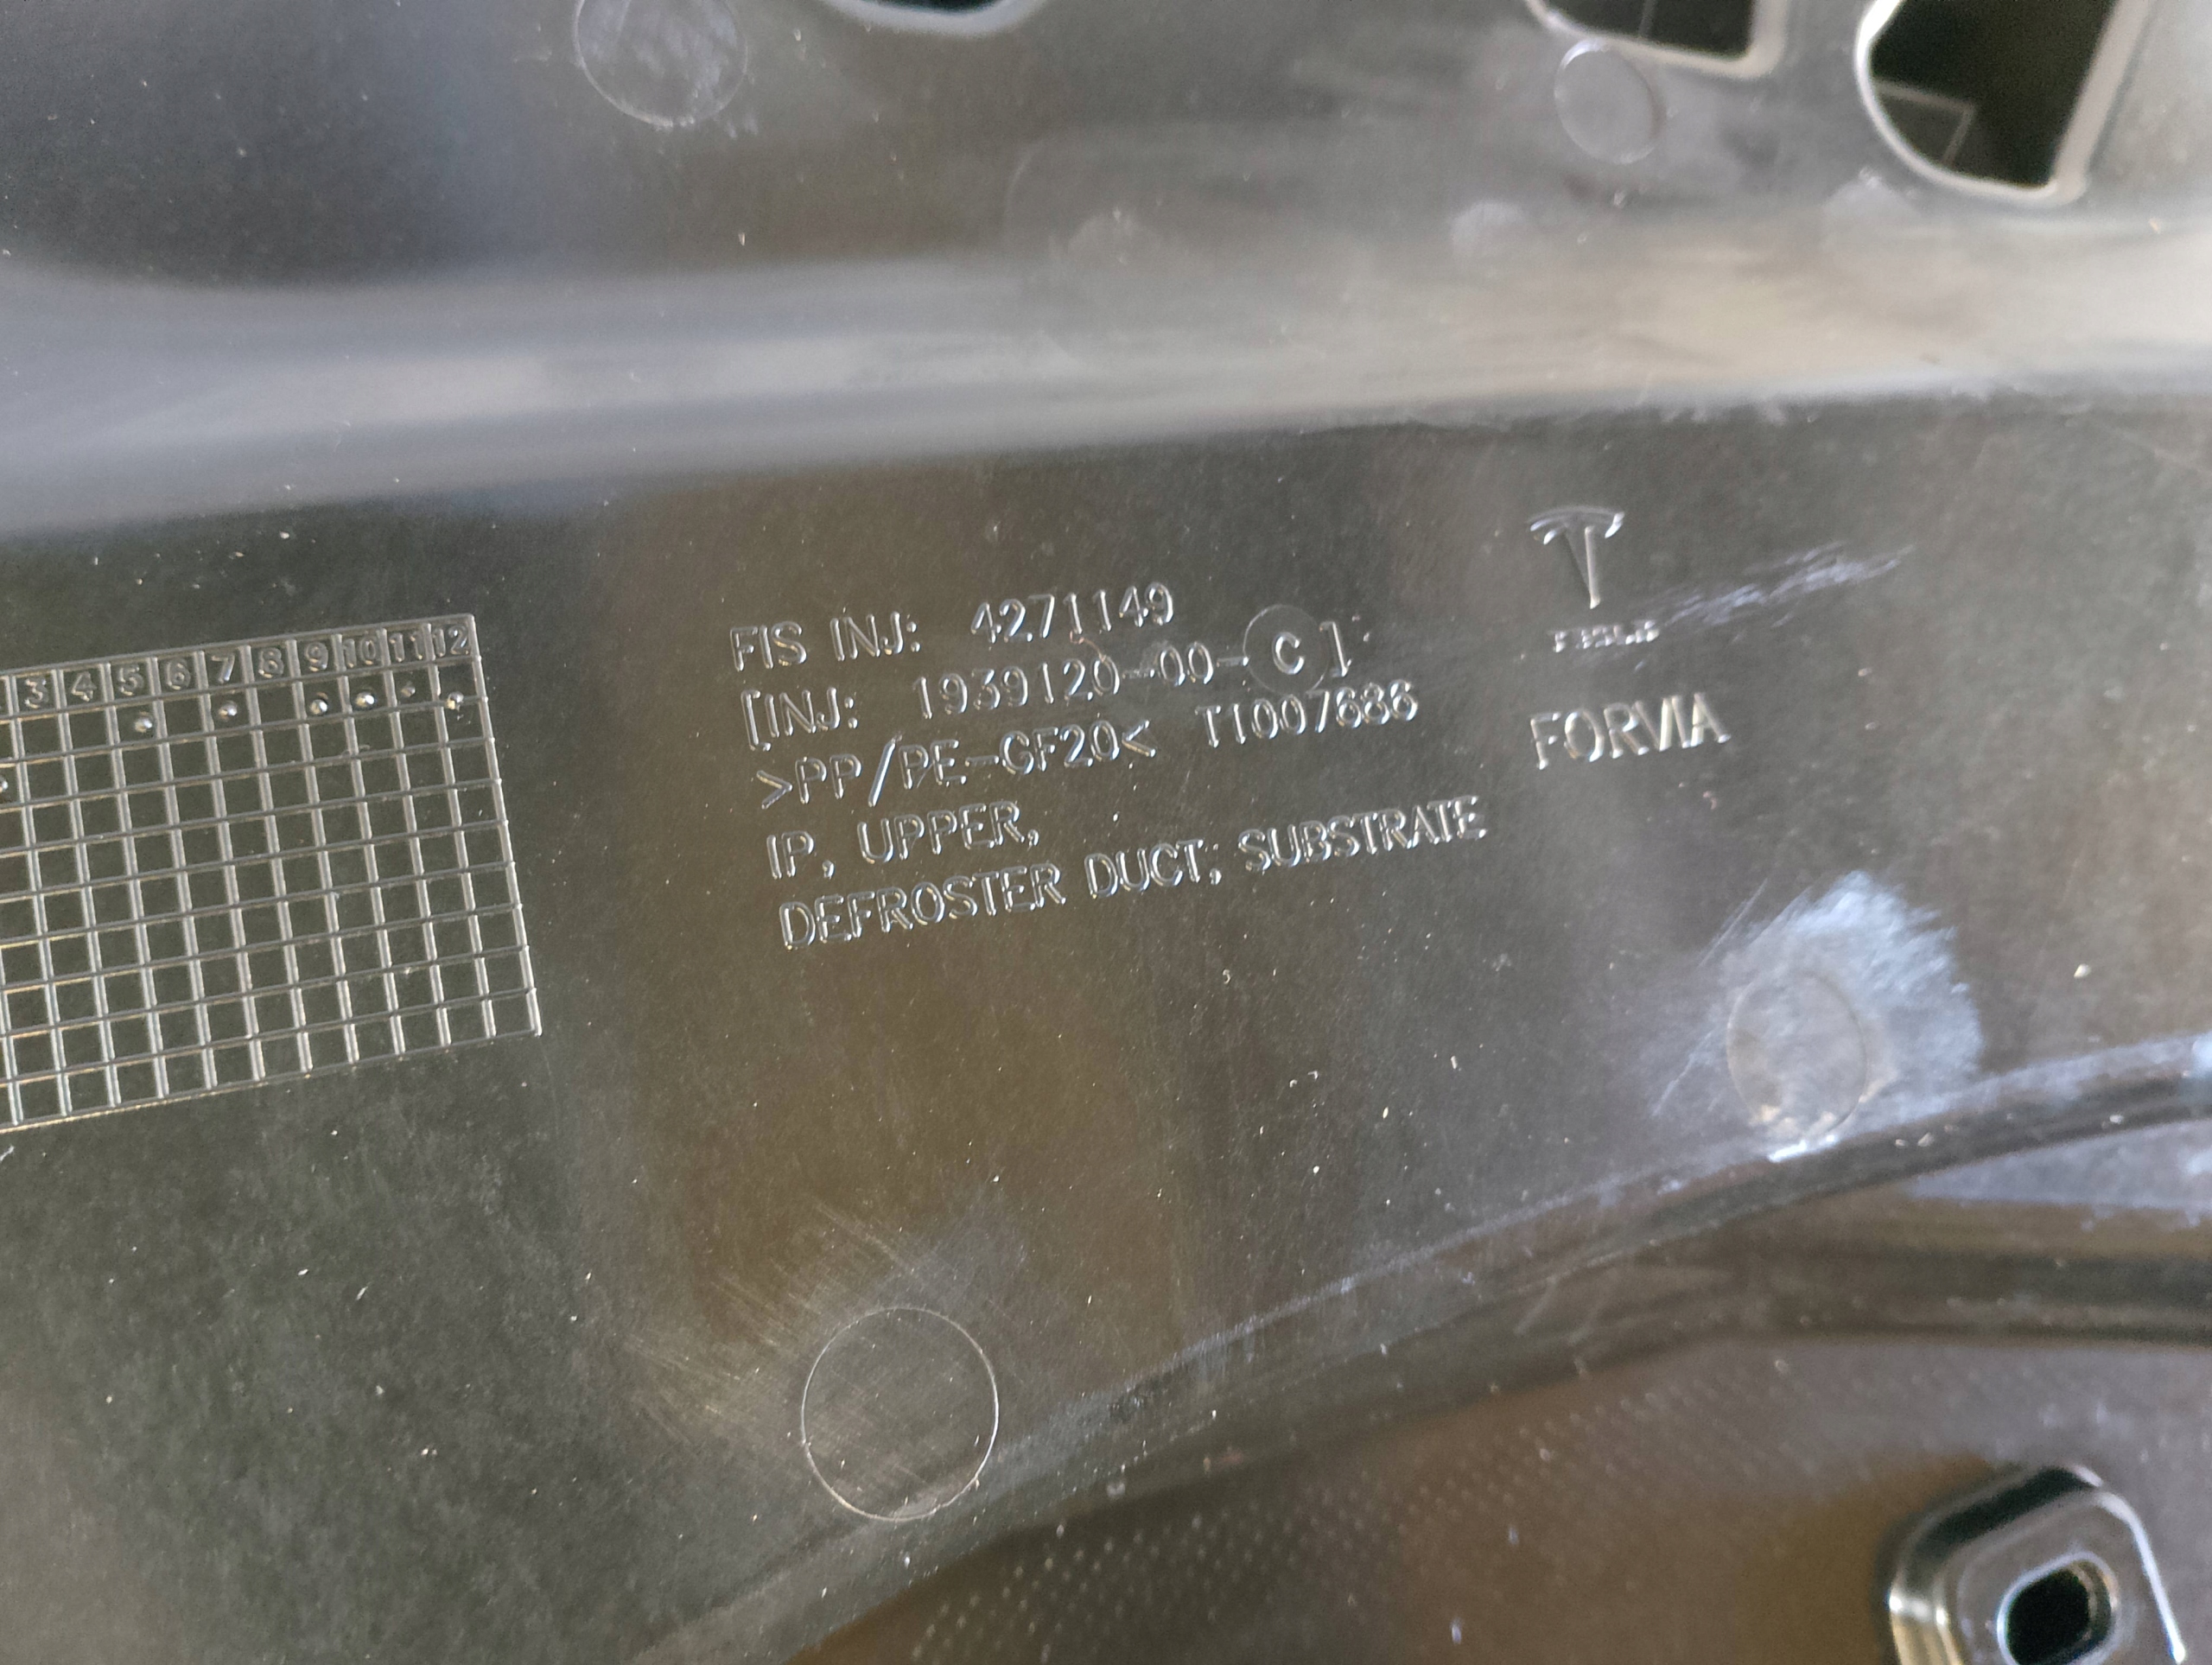 3 4 5 6 7 8 9 10 11 12
FIS INJ: 4271149
[INJ: 1939120-00-C]
>PP/PE-GF20< T1007686
IP, UPPER,
DEFROSTER DUCT; SUBSTRATE
FORVIA